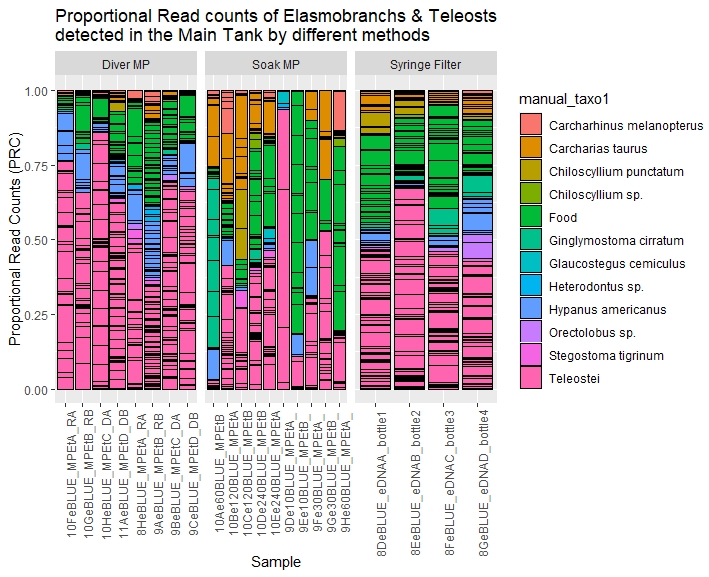 Proportional Read counts of Elasmobranchs & Teleosts
detected in the Main Tank by different methods
Diver MP
Soak MP
Syringe Filter
Proportional Read Counts (PRC)
1.00
0.75
0.50
0.25
0.00
10FeBLUE_MPEtA_RA
10GeBLUE_MPEtB_RB
10HeBLUE_MPEtC_DA
11AeBLUE_MPEtD_DB
8HeBLUE_MPEtA_RA
9AeBLUE_MPEtB_RB
9BeBLUE_MPEtC_DA
9CeBLUE_MPEtD_DB
10Ae60BLUE_MPEtB
10Be120BLUE_MPEtA
10Ce120BLUE_MPEtB
10De240BLUE_MPEtB
10Ee240BLUE_MPEtA
9De10BLUE_MPEtA_
9Ee10BLUE_MPEtB_
9Fe30BLUE_MPEtA_
9Ge30BLUE_MPEtB_
9He60BLUE_MPEtA_
8DeBLUE_eDNAA_bottle1
8EeBLUE_eDNAB_bottle2
8FeBLUE_eDNAC_bottle3
8GeBLUE_eDNAD_bottle4
Sample
manual_taxo1
Carcharhinus melanopterus
Carcharias taurus
Chiloscyllium punctatum
Chiloscyllium sp.
Food
Ginglymostoma cirratum
Glaucostegus cemiculus
Heterodontus sp.
Hypanus americanus
Orectolobus sp.
Stegostoma tigrinum
Teleostei